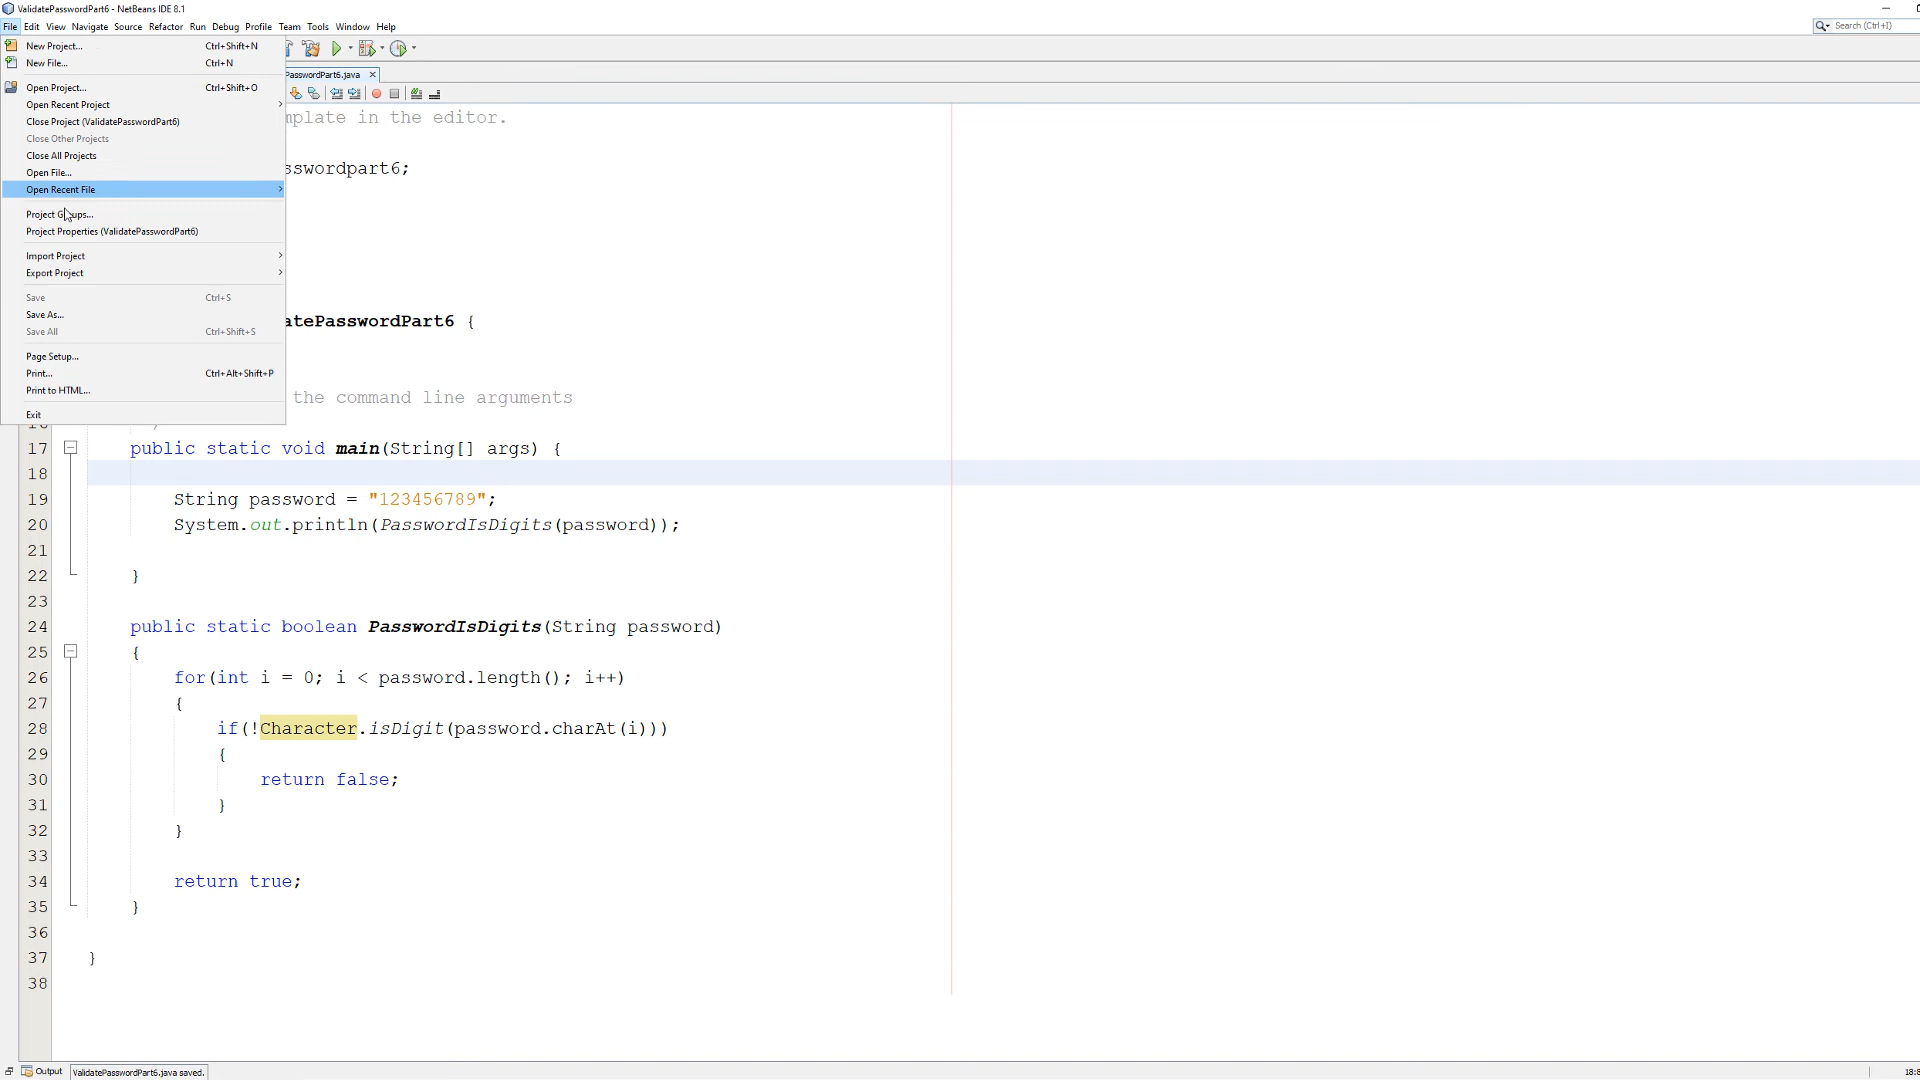 ValidatePasswordPart6 - NetBeans IDE 8.1
File Edit View Navigate Source Refactor Run Debug Profile Team Tools Window Help
Search (Ctrl+I)
New Project... Ctrl+Shift+N
New File... Ctrl+N
Open Project... Ctrl+Shift+O
Open Recent Project
Close Project (ValidatePasswordPart6)
Close Other Projects
Close All Projects
Open File...
Open Recent File
Project Groups...
Project Properties (ValidatePasswordPart6)
Import Project
Export Project
Save Ctrl+S
Save As...
Save All Ctrl+Shift+S
Page Setup...
Print... Ctrl+Alt+Shift+P
Print to HTML...
Exit
PasswordPart6.java
mplate in the editor.
sswordpart6;
atePasswordPart6 {
the command line arguments
17 public static void main(String[] args) {
18
19 String password = "123456789";
20 System.out.println(PasswordIsDigits(password));
21
22 }
23
24 public static boolean PasswordIsDigits(String password)
25 {
26 for(int i = 0; i < password.length(); i++)
27 {
28 if(!Character.isDigit(password.charAt(i)))
29 {
30 return false;
31 }
32 }
33
34 return true;
35 }
36
37 }
38
Output ValidatePasswordPart6.java saved. 18:8